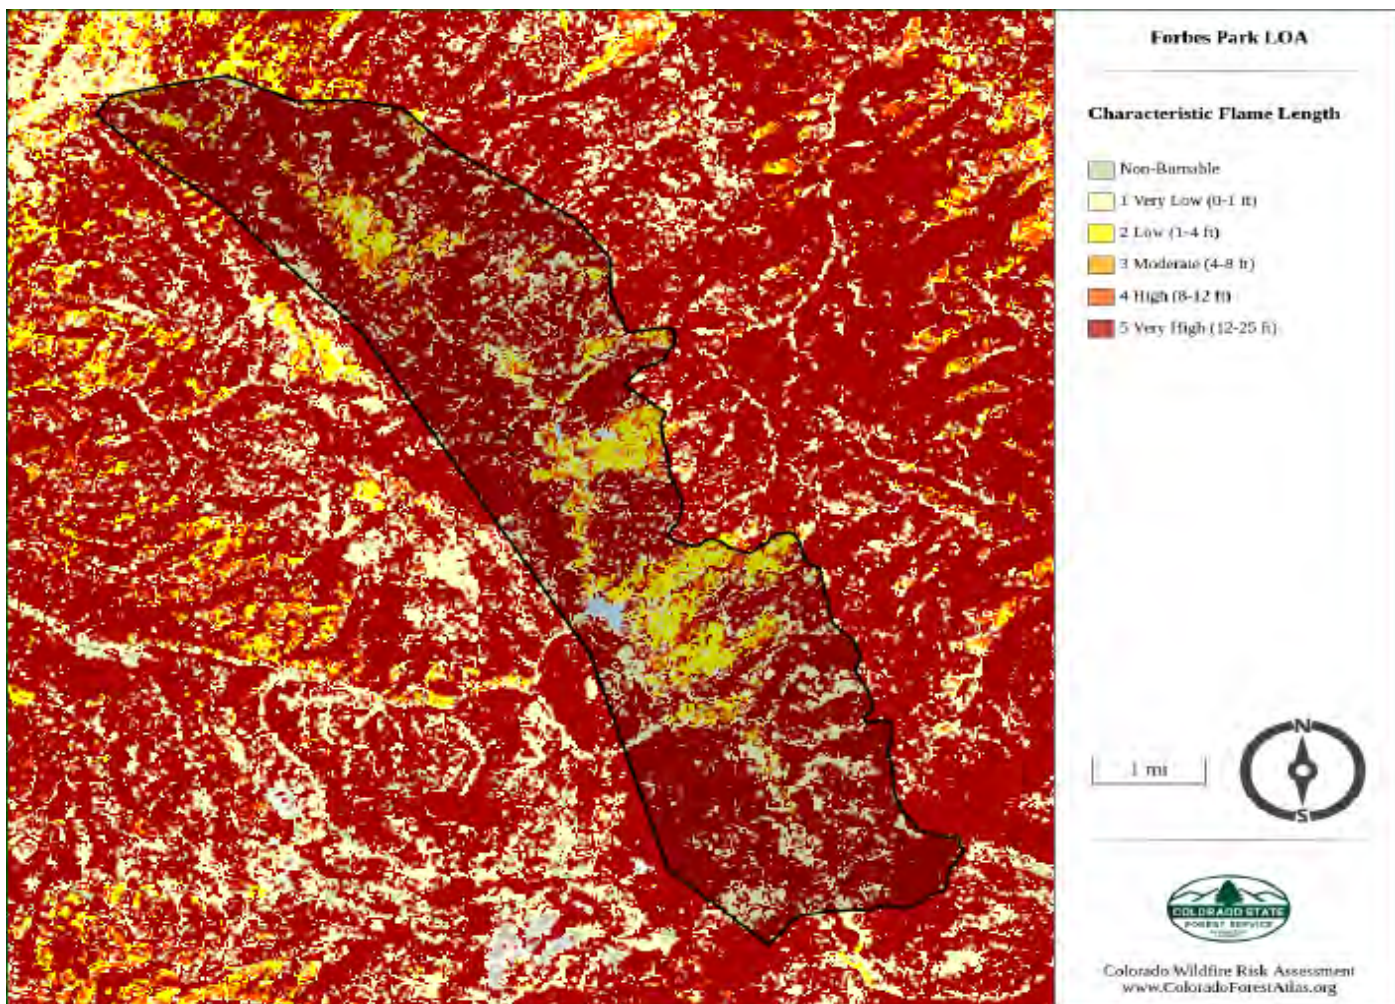 Forbes Park LOA
Characteristic Flame Length
Non-Burnable
1 Very Low (0-1 ft)
2 Low (1-4 ft)
3 Moderate (4-8 ft)
4 High (8-12 ft)
5 Very High (12-25 ft)
1 mi
N
S
COLORADO STATE
FOREST SERVICE
Colorado Wildfire Risk Assessment
www.ColoradoForestAtlas.org